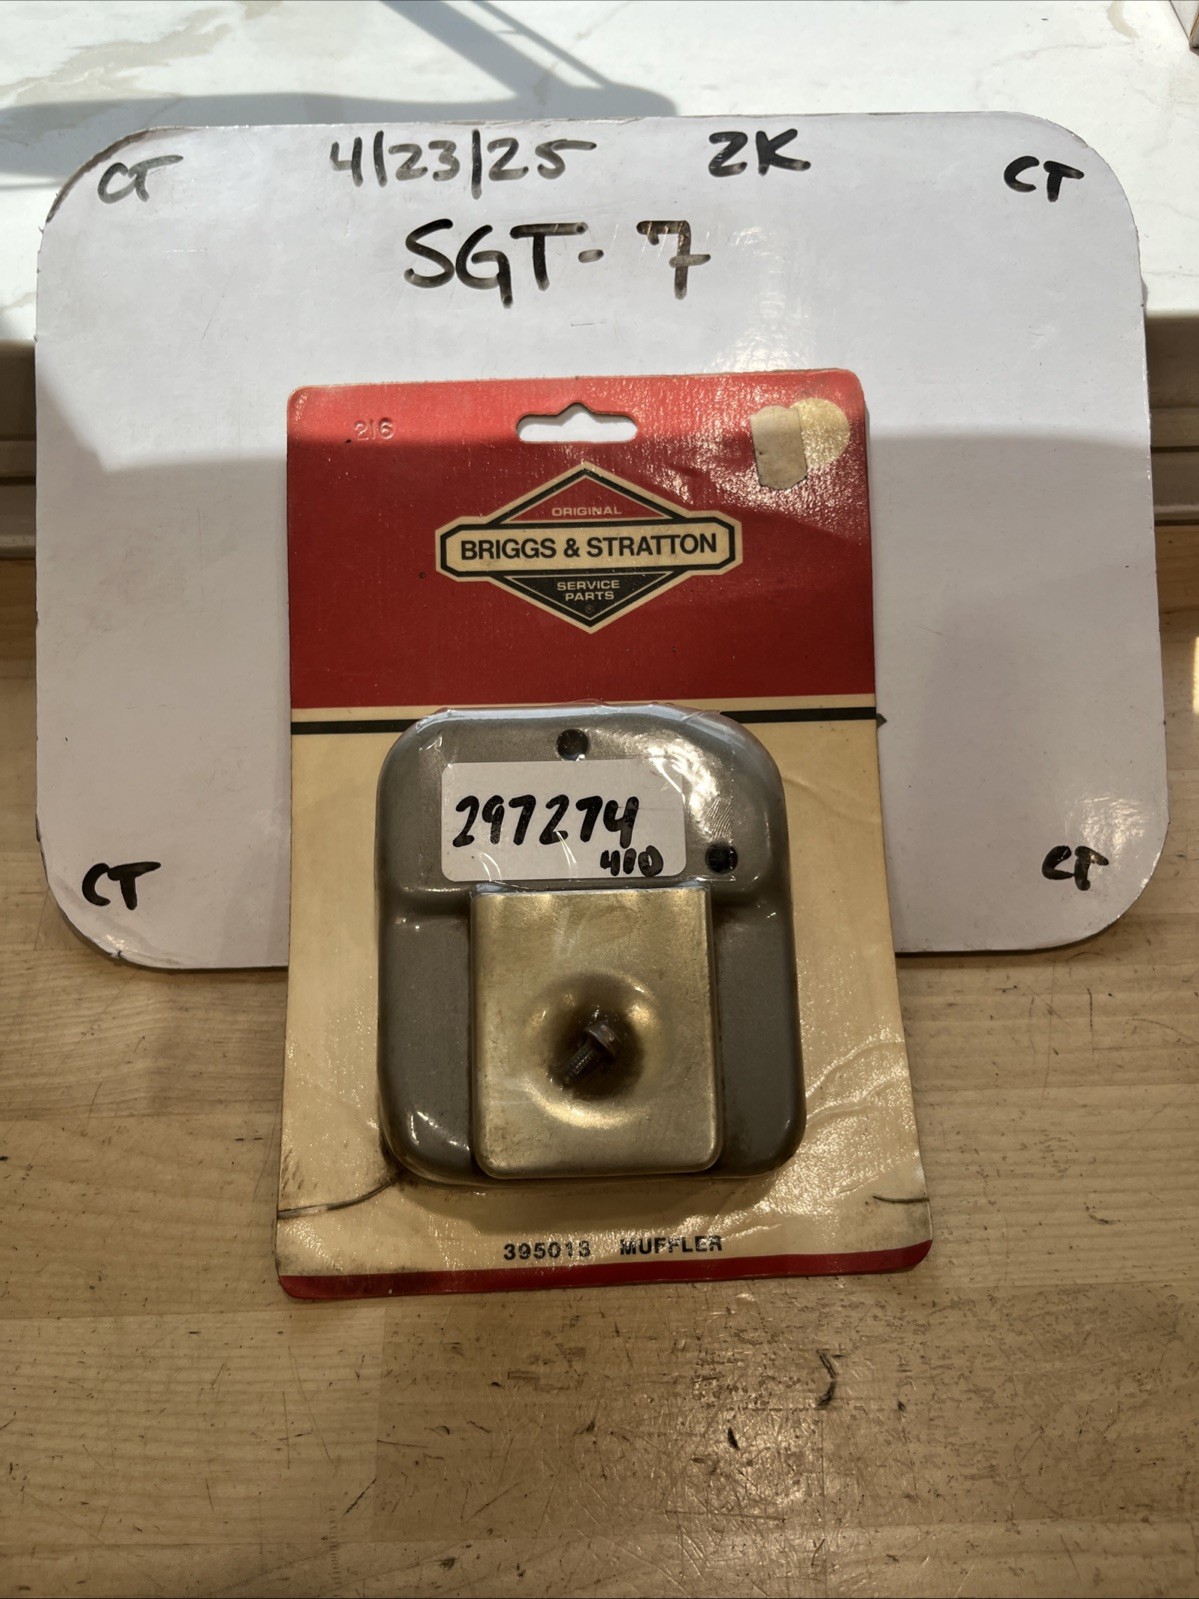 CT 4/23/25 ZK CT
SGT-7
216
ORIGINAL
BRIGGS & STRATTON
SERVICE
PARTS
®
297274
410
CT CT
395013 MUFFLER